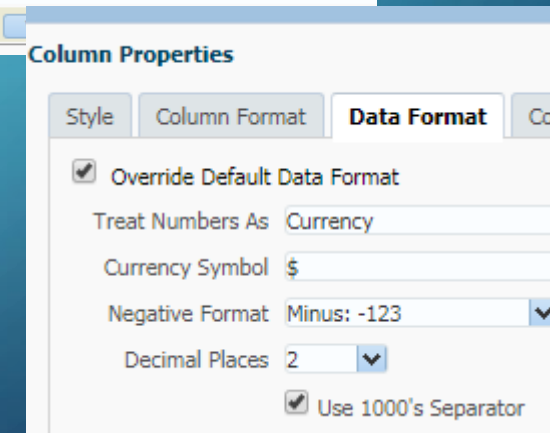 Column Properties
Style Column Format Data Format
Override Default Data Format
Treat Numbers As Currency
Currency Symbol $
Negative Format Minus: -123
Decimal Places 2
Use 1000's Separator